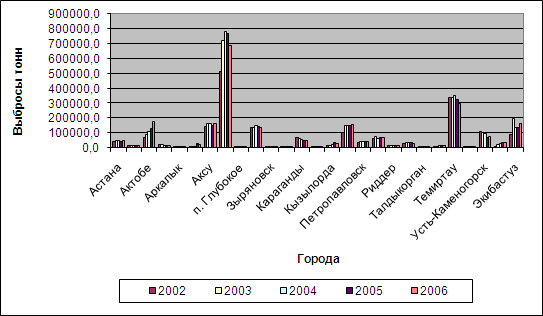 900000,0
800000,0
700000,0
600000,0
500000,0
400000,0
300000,0
200000,0
100000,0
0,0
Выбросы тонн
Астана
Актобе
Аркалык
Аксу
п. Глубокое
Зыряновск
Караганды
Кызылорда
Петропавловск
Риддер
Талдыкорган
Темиртау
Усть-Каменогорск
Экибастуз
Города
2002 2003 2004 2005 2006